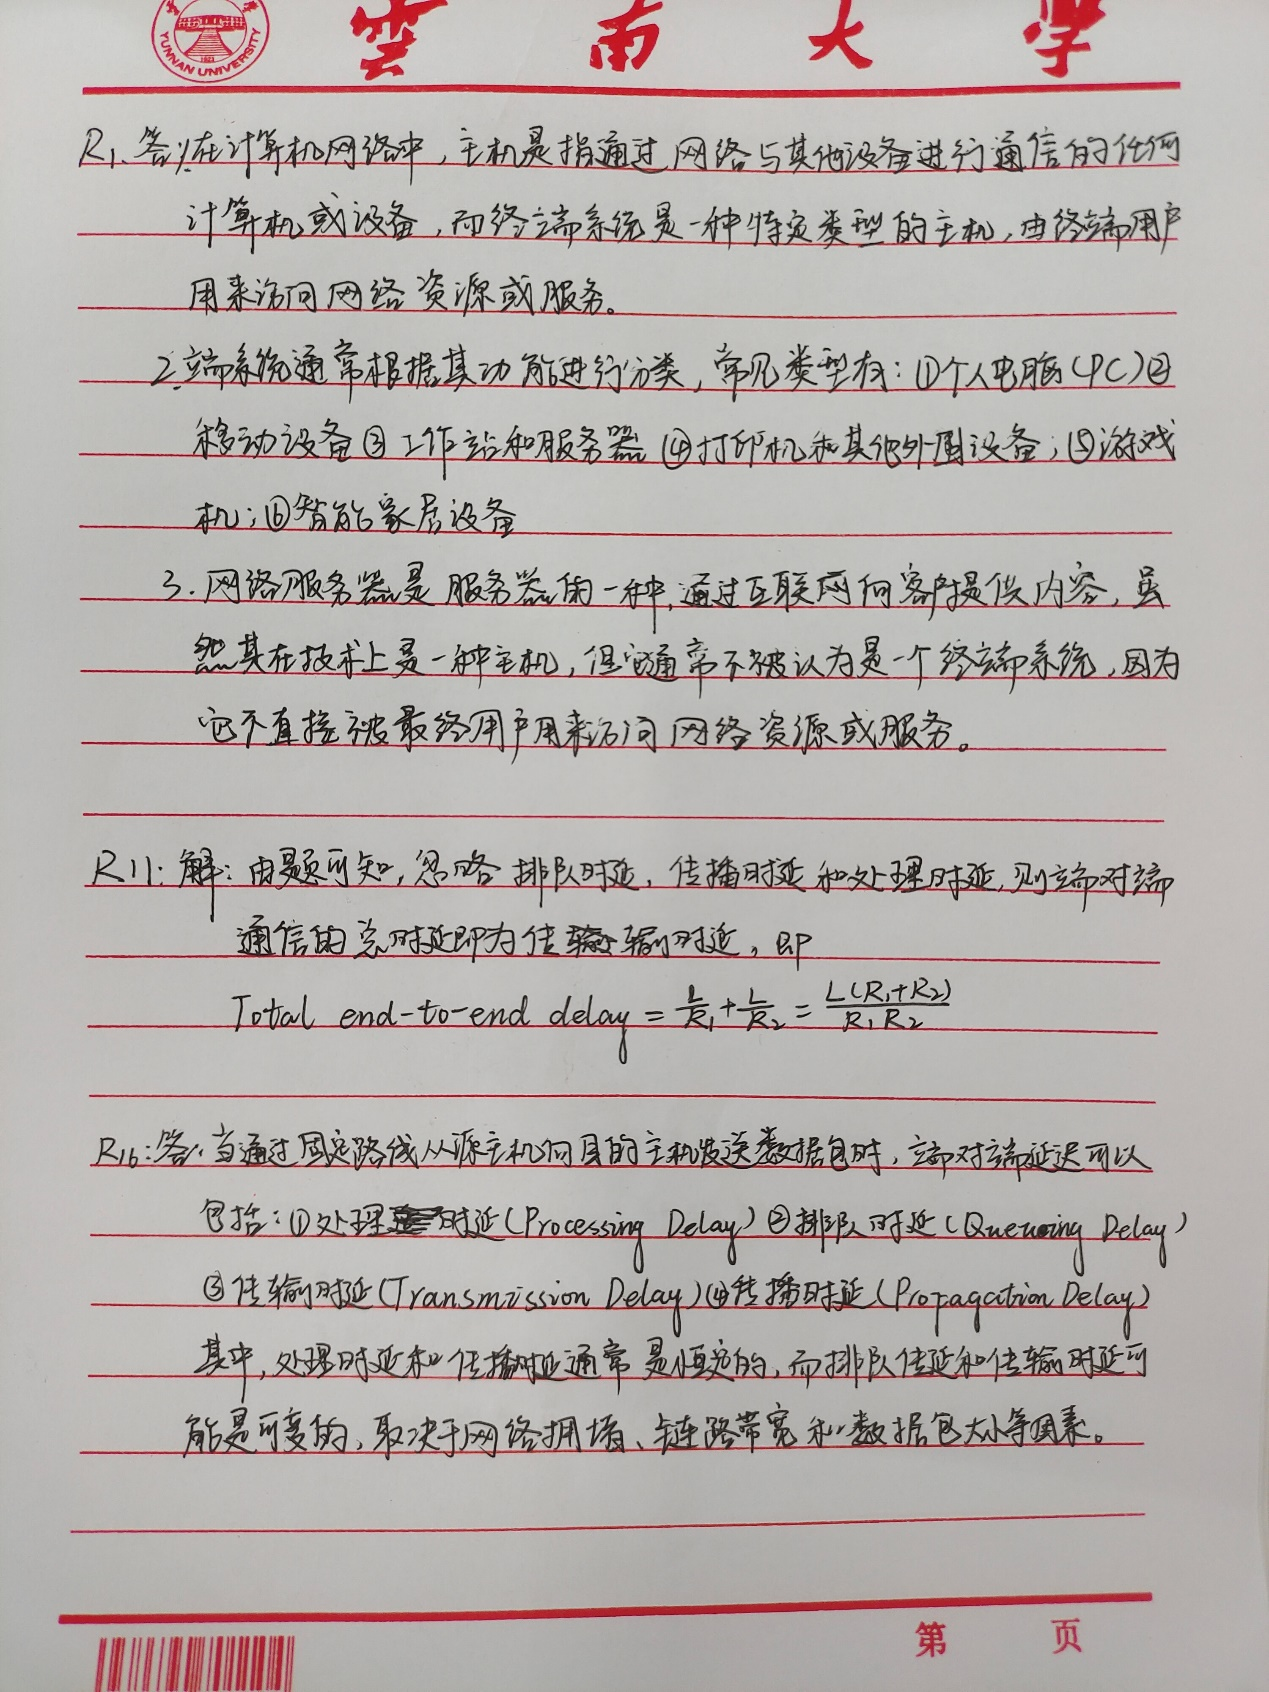 雲南大學
YUNNAN UNIVERSITY
R1、答:1.在计算机网络中，主机是指通过网络与其他设备进行通信的任何
计算机或设备，而终端系统是一种特定类型的主机，由终端用户
用来访问网络资源或服务。
2.端系统通常根据其功能进行分类，常见类型有：①个人电脑(PC)②
移动设备③工作站和服务器④打印机和其他外围设备；⑤游戏
机；⑥智能家居设备
3.网络服务器是服务器的一种，通过互联网向客户提供内容，虽
然其在技术上是一种主机，但它通常不被认为是一个终端系统，因为
它不直接被最终用户用来访问网络资源或服务。
R11：解：由题可知，忽略排队时延，传播时延和处理时延，则端对端
通信的总时延即为传输时延，即
Total end-to-end delay = L/R₁ + L/R₂ = L(R₁+R₂)/R₁R₂
R16：答：当通过固定路线从源主机向目的主机发送数据包时，端对端延迟可以
包括：①处理时延(Processing Delay)②排队时延(Queueing Delay)
③传输时延(Transmission Delay)④传播时延(Propagation Delay)
其中，处理时延和传播时延通常是恒定的，而排队传延和传输时延可
能是可变的，取决于网络拥堵、链路带宽和数据包大小等因素。
第 页